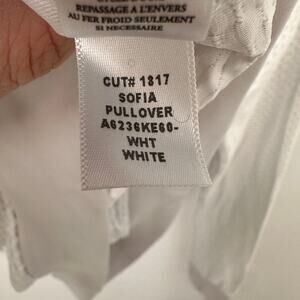 REPASSAGE A L'ENVERS
AU FER FROID SEULEMENT
SI NECESSAIRE
CUT# 1817
SOFIA
PULLOVER
A6236KE60-
WHT
WHITE